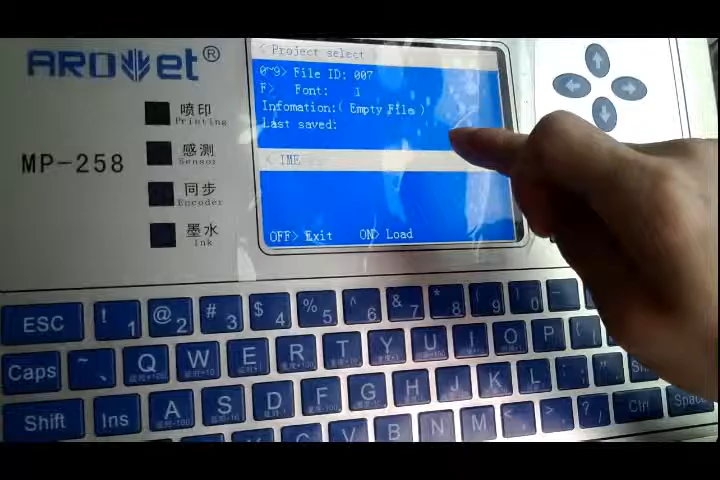 AROJET®
MP-258
喷印
Printing
感测
Sensor
同步
Encoder
墨水
Ink
< Project select
0~9> File ID: 007
F> Font: 1
Infomation:( Empty File )
Last saved:
< IME
OFF> Exit ON> Load
ESC ! 1 @ 2 # 3 $ 4 % 5 ^ 6 & 7 * 8 ( 9 ) 0 —
Caps ~ Q W E R T Y U I O P
Shift Ins A S D F G H J K L : ; Ctrl Space
C V B N M < , > . ? /